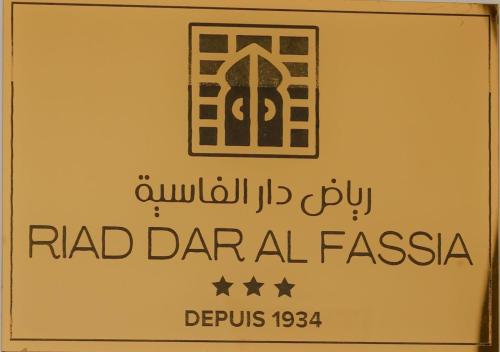 رياض دار الفاسية
RIAD DAR AL FASSIA
★★★
DEPUIS 1934